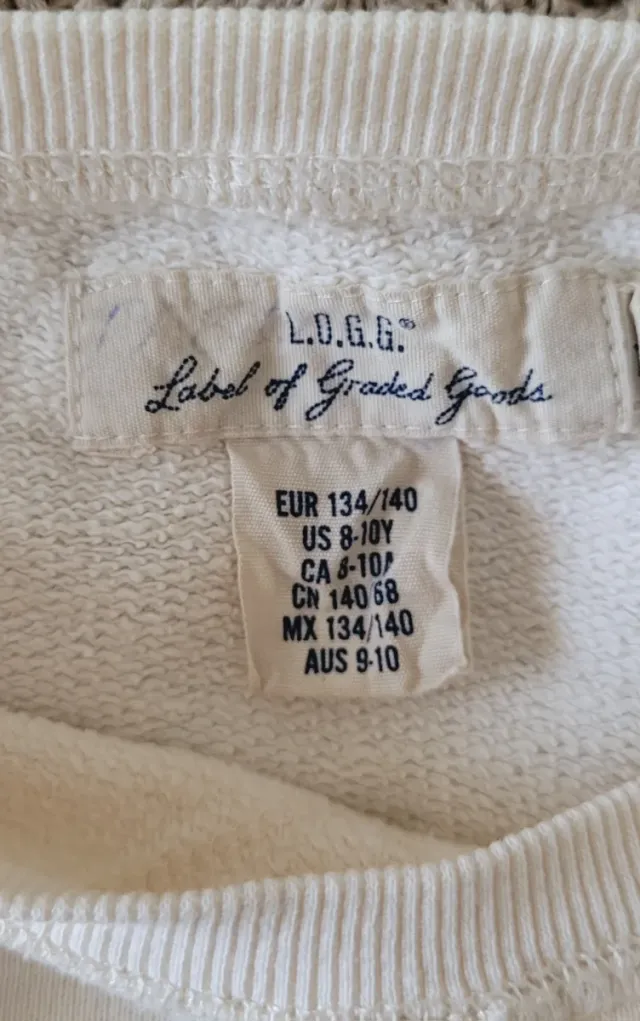 L.O.G.G.®
Label of Graded Goods
EUR 134/140
US 8-10Y
CA 8-10A
CN 140/68
MX 134/140
AUS 9-10